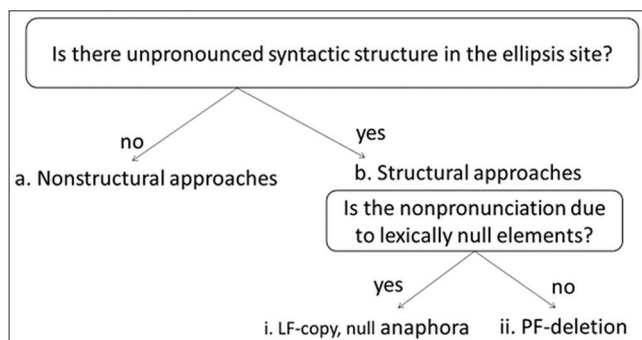 Is there unpronounced syntactic structure in the ellipsis site?
no
yes
a. Nonstructural approaches
b. Structural approaches
Is the nonpronunciation due
to lexically null elements?
yes
no
i. LF-copy, null anaphora
ii. PF-deletion